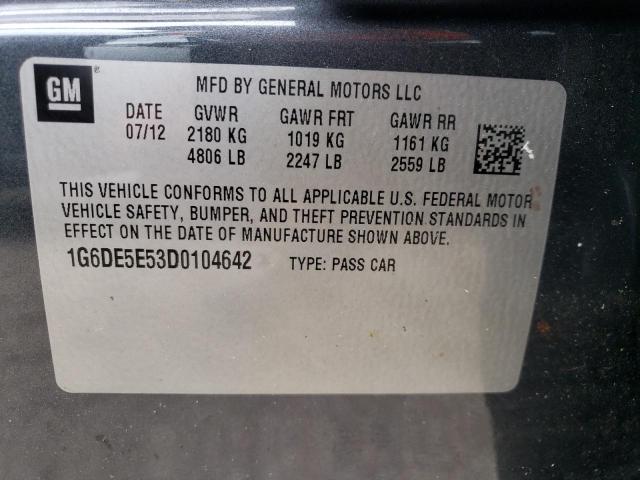 GM ®
MFD BY GENERAL MOTORS LLC
DATE GVWR GAWR FRT GAWR RR
07/12 2180 KG 1019 KG 1161 KG
4806 LB 2247 LB 2559 LB
THIS VEHICLE CONFORMS TO ALL APPLICABLE U.S. FEDERAL MOTOR
VEHICLE SAFETY, BUMPER, AND THEFT PREVENTION STANDARDS IN
EFFECT ON THE DATE OF MANUFACTURE SHOWN ABOVE.
1G6DE5E53D0104642 TYPE: PASS CAR